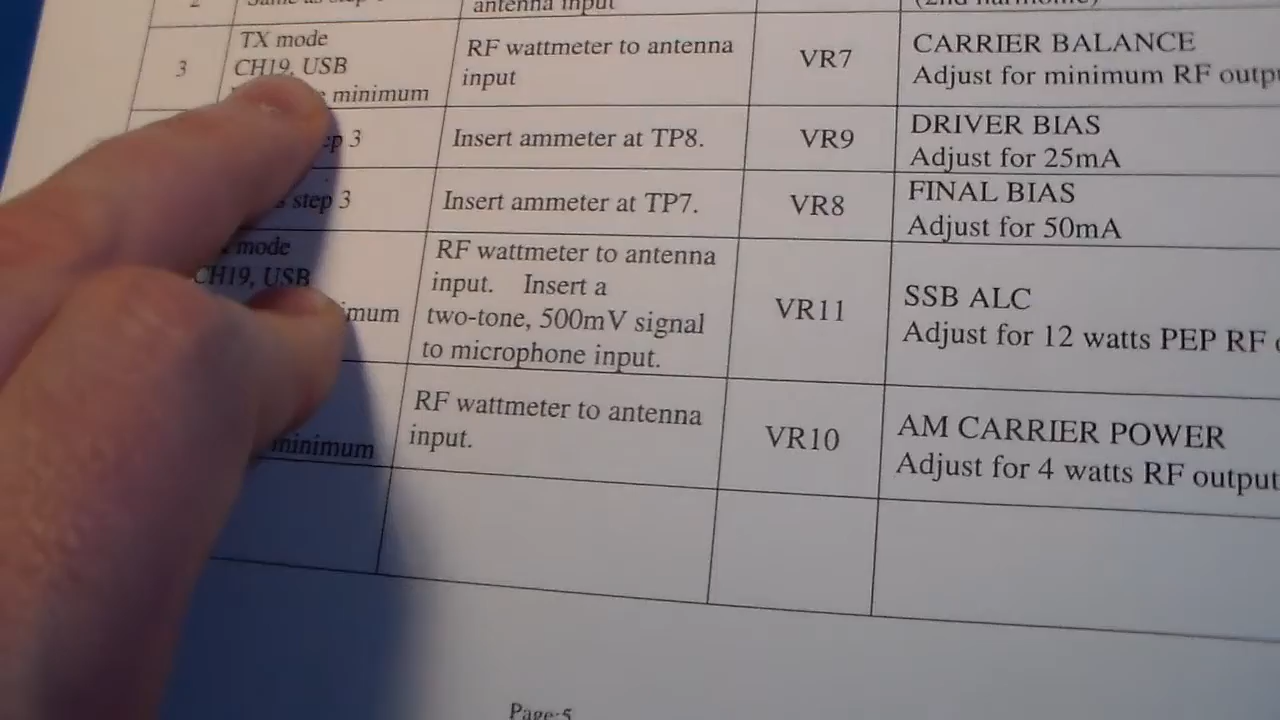 2
antenna input
3
TX mode
CH19, USB
minimum
RF wattmeter to antenna
input
VR7
CARRIER BALANCE
Adjust for minimum RF
3
Insert ammeter at TP8.
VR9
DRIVER BIAS
Adjust for 25mA
step 3
Insert ammeter at TP7.
VR8
FINAL BIAS
Adjust for 50mA
mode
CH19, USB
RF wattmeter to antenna
input. Insert a
two-tone, 500mV signal
to microphone input.
VR11
SSB ALC
Adjust for 12 watts PEP RF
minimum
RF wattmeter to antenna
input.
VR10
AM CARRIER POWER
Adjust for 4 watts RF output
Page-5